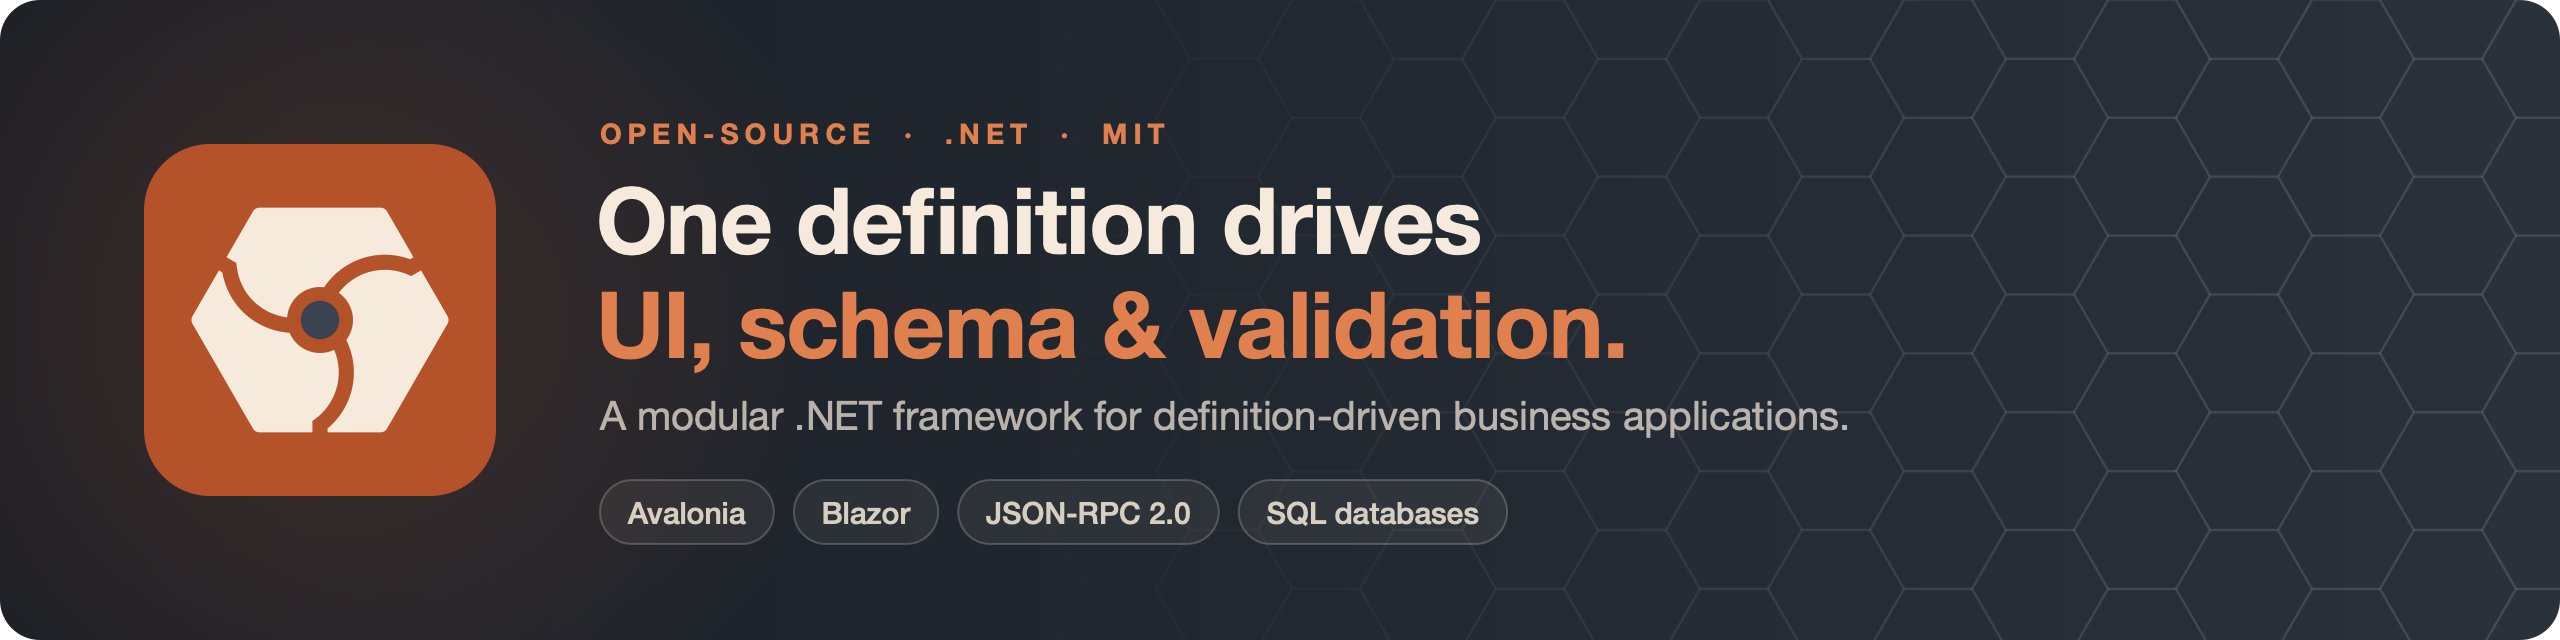 OPEN-SOURCE · .NET · MIT
One definition drives
UI, schema & validation.
A modular .NET framework for definition-driven business applications.
Avalonia Blazor JSON-RPC 2.0 SQL databases